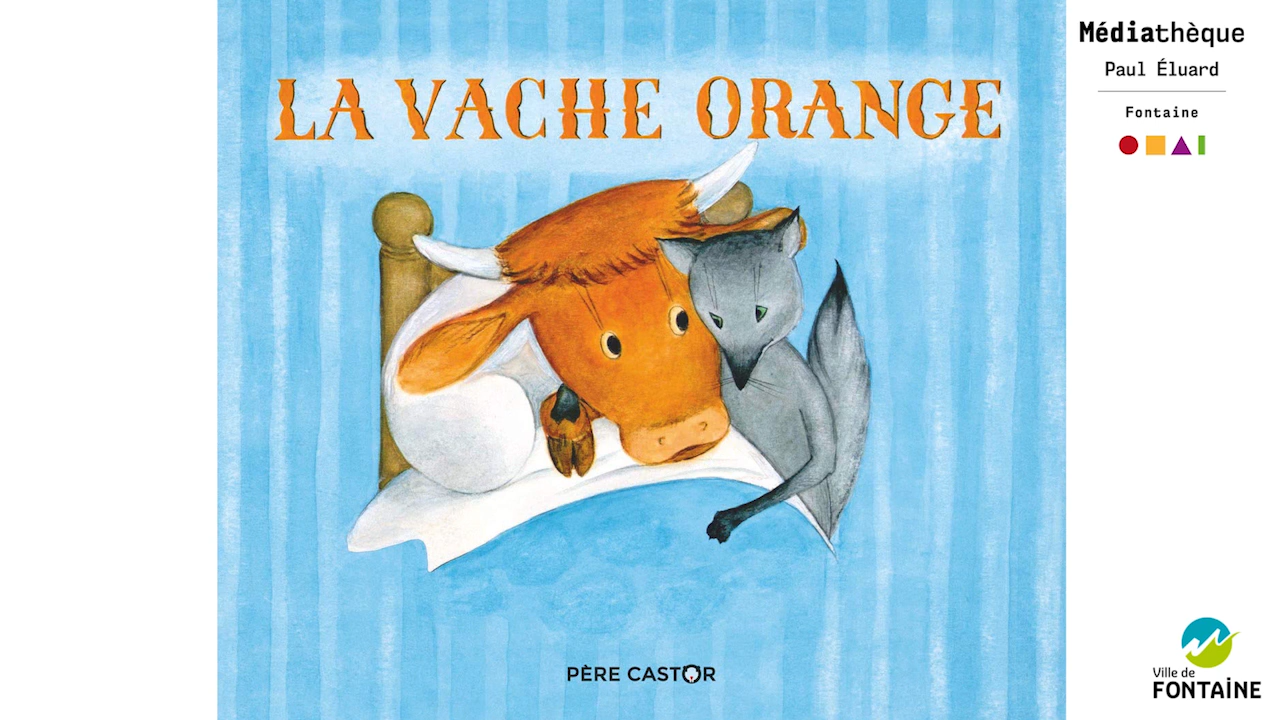 LA VACHE ORANGE
PÈRE CASTOR
Médiathèque
Paul Éluard
Fontaine
Ville de
FONTAINE